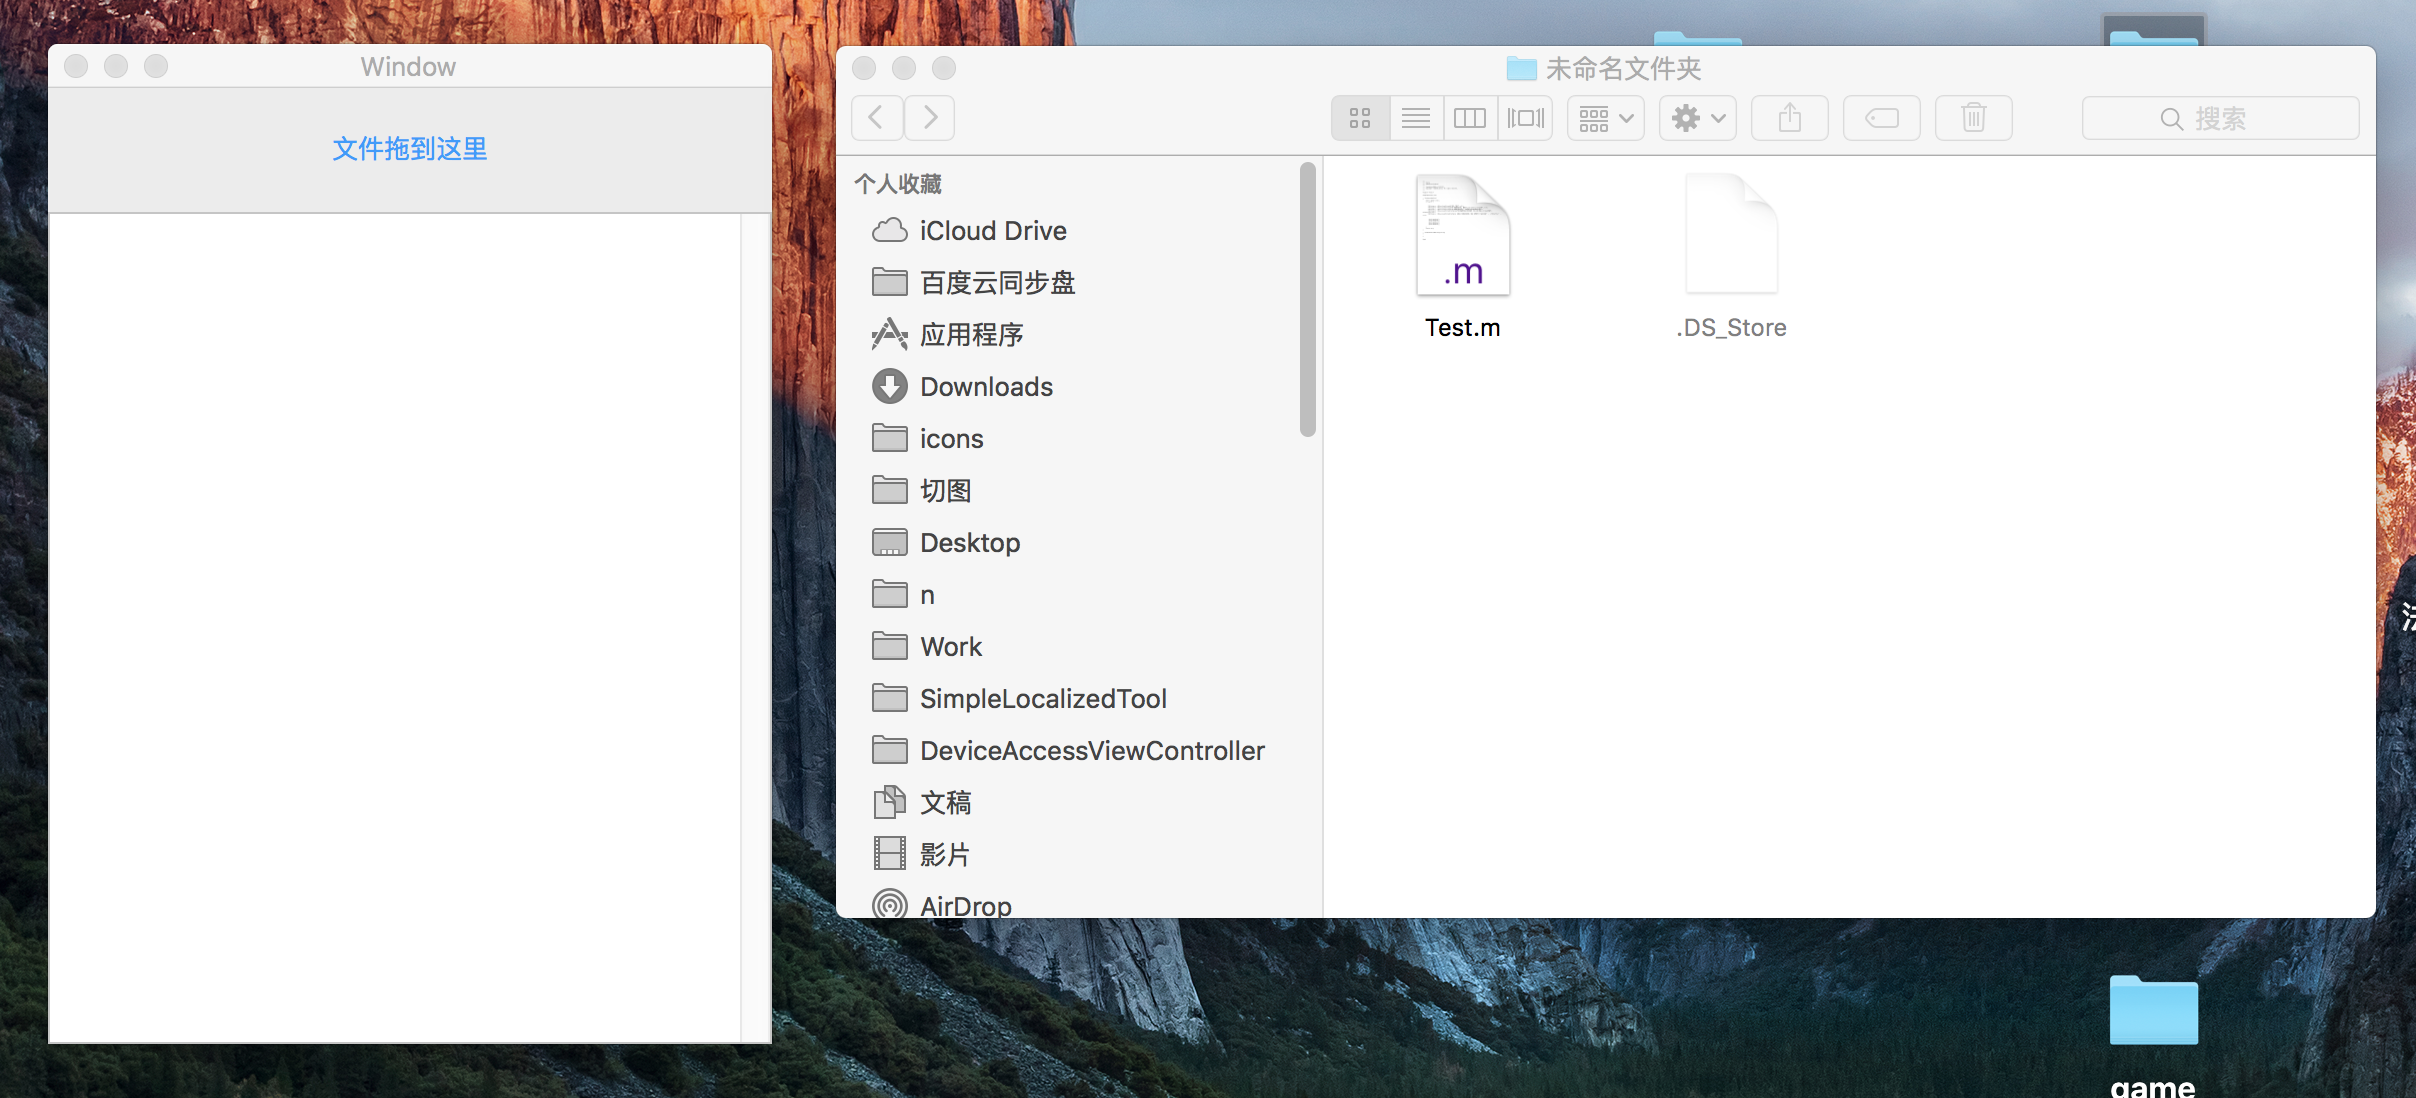 Window
文件拖到这里
未命名文件夹
搜索
个人收藏
iCloud Drive
百度云同步盘
应用程序
Downloads
icons
切图
Desktop
n
Work
SimpleLocalizedTool
DeviceAccessViewController
文稿
影片
AirDrop
.m
Test.m
.DS_Store
game